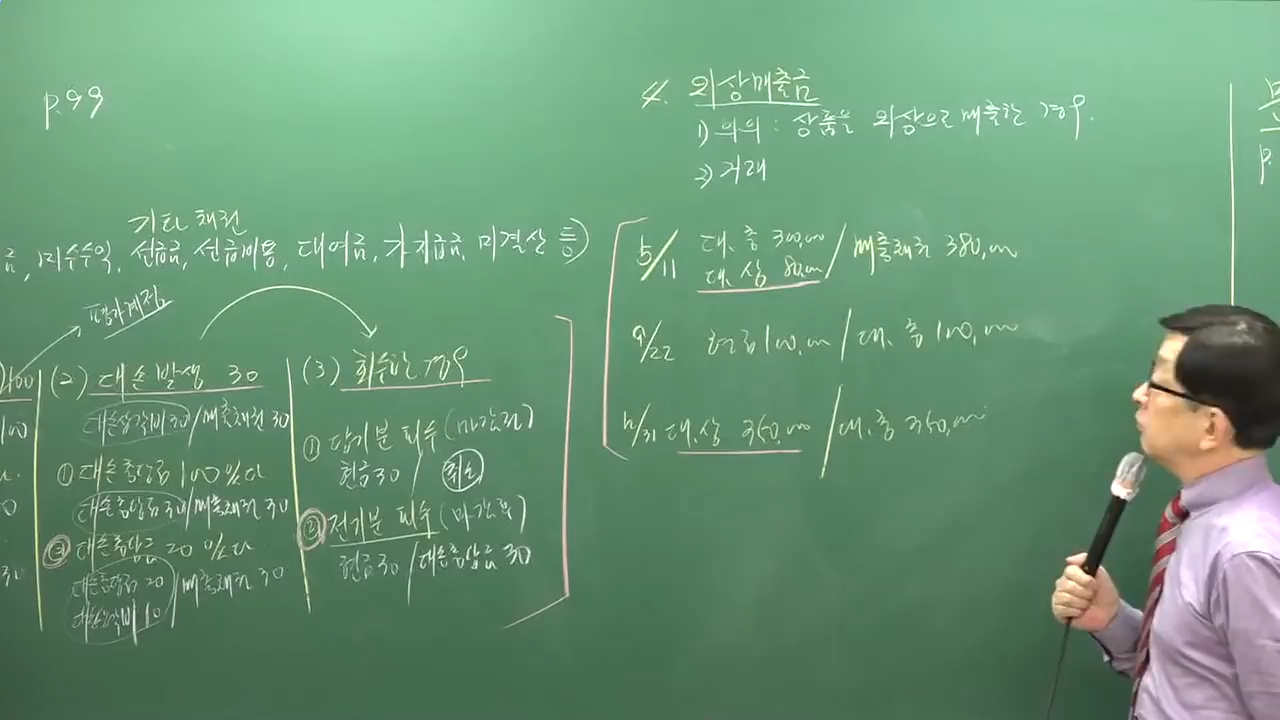 p.99
기타채권
금, 미수수익, 선급금, 선급비용, 대여금, 가지급금, 미결산 등)
평가계정
(2) 대손발생 30
대손상각비 30 / 매출채권 30
① 대손충당금 100 있다
대손충당금 30 / 매출채권 30
② 대손충당금 20 있다
대손충당금 20 / 매출채권 30
대손상각비 10
(3) 회수한 경우
① 당기분 회수 (마감전)
현금 30 / 취소
② 전기분 회수 (마감후)
현금 30 / 대손충당금 30
4. 외상매출금
1) 의의 : 상품을 외상으로 매출한 경우.
2) 거래
5/11 대.충 300,m / 매출채권 380,m
대.상 80,m
9/22 현금 100,m / 대.충 100,m
12/31 대.상 350,m / 대.충 350,m
p.